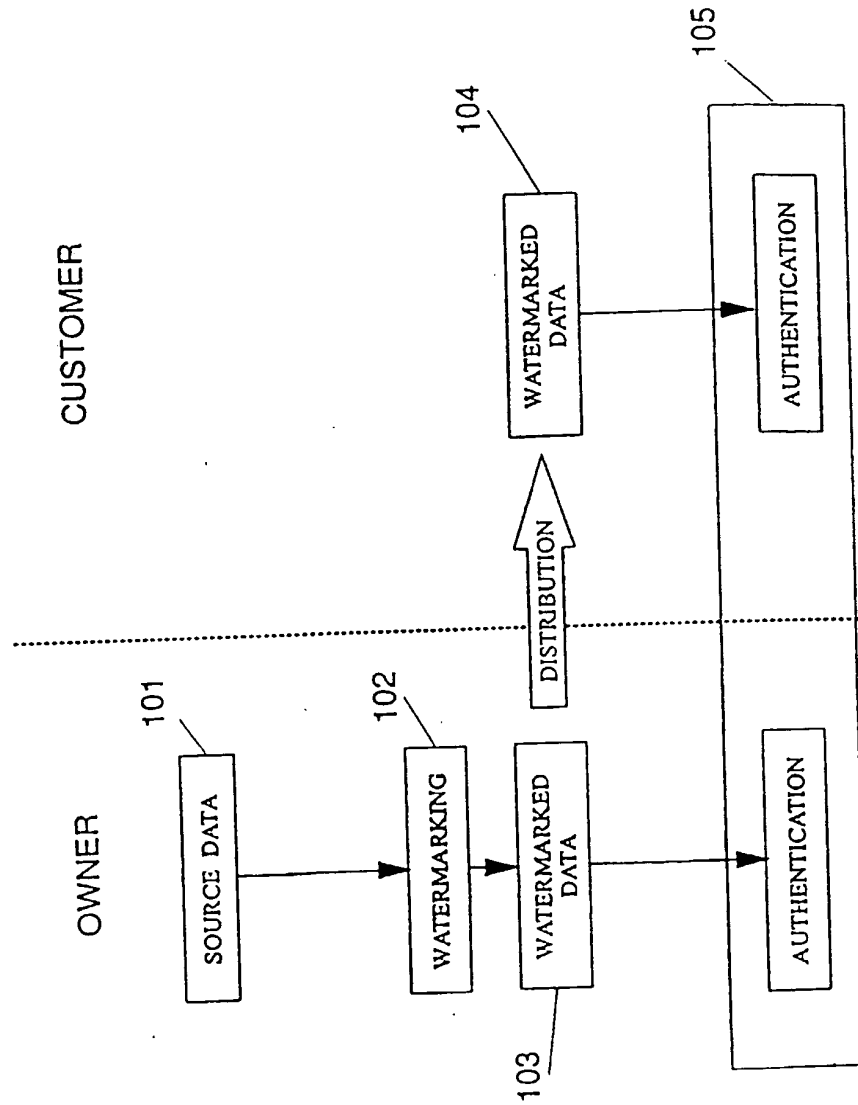 OWNER
CUSTOMER
101
SOURCE DATA
102
WATERMARKING
103
WATERMARKED
DATA
DISTRIBUTION
104
WATERMARKED
DATA
105
AUTHENTICATION
AUTHENTICATION